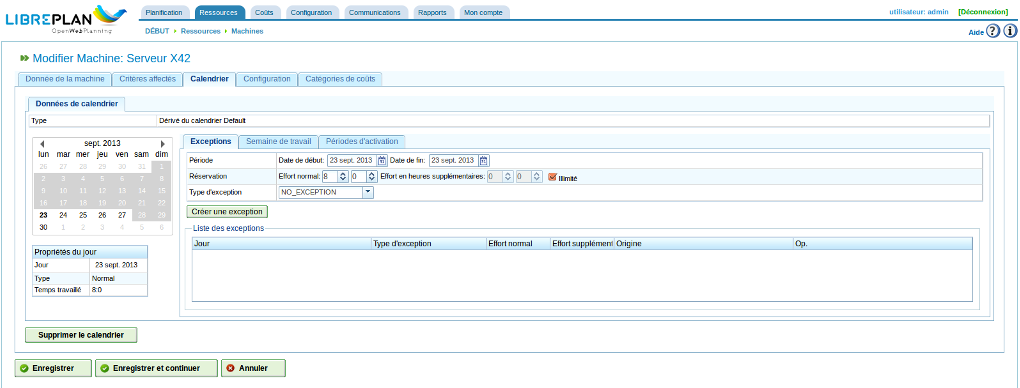 LIBREPLAN
OpenWebPlanning
Planification Ressources Coûts Configuration Communications Rapports Mon compte
utilisateur: admin [Déconnexion]
DÉBUT Ressources Machines
Aide ? i
Modifier Machine: Serveur X42
Donnée de la machine Critères affectés Calendrier Configuration Catégories de coûts
Données de calendrier
Type Dérivé du calendrier Default
sept. 2013
lun mar mer jeu ven sam dim
26 27 28 29 30 31 1
2 3 4 5 6 7 8
9 10 11 12 13 14 15
16 17 18 19 20 21 22
23 24 25 26 27 28 29
30 1 2 3 4 5 6
Propriétés du jour
Jour 23 sept. 2013
Type Normal
Temps travaillé 8:0
Exceptions Semaine de travail Périodes d'activation
Période Date de début: 23 sept. 2013 Date de fin: 23 sept. 2013
Réservation Effort normal: 8 0 Effort en heures supplémentaires: 0 0 Illimité
Type d'exception NO_EXCEPTION
Créer une exception
Liste des exceptions
Jour Type d'exception Effort normal Effort supplément Origine Op.
Supprimer le calendrier
Enregistrer Enregistrer et continuer Annuler